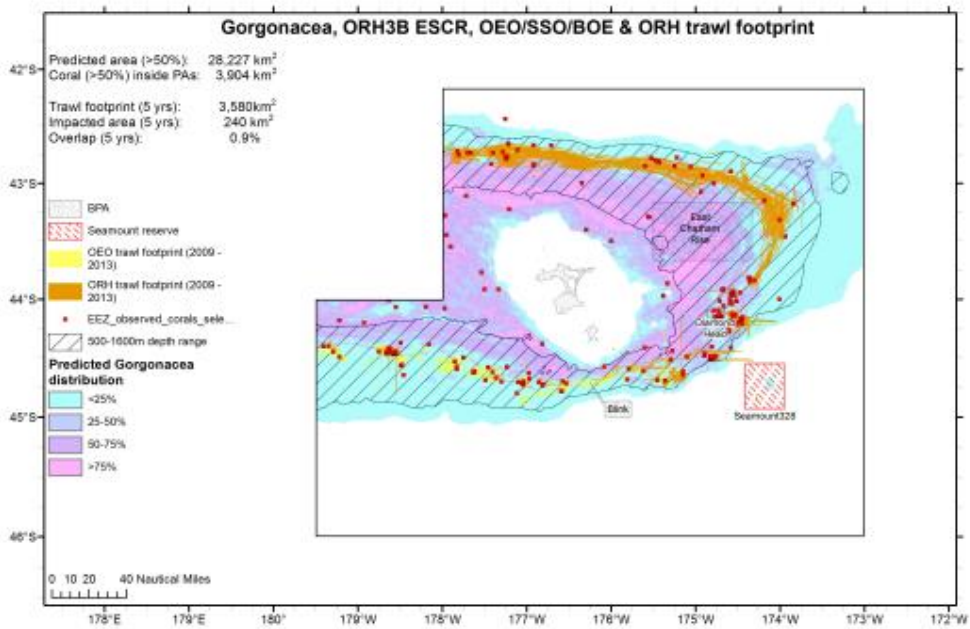 Gorgonacea, ORH3B ESCR, OEO/SSO/BOE & ORH trawl footprint
Predicted area (>50%): 28,227 km²
Coral (>50%) inside PAs: 3,904 km²
Trawl footprint (5 yrs): 3,580km²
Impacted area (5 yrs): 240 km²
Overlap (5 yrs): 0.9%
BPA
Seamount reserve
OEO trawl footprint (2009 -
2013)
ORH trawl footprint (2009 -
2013)
EEZ_observed_corals_sele...
500-1600m depth range
Predicted Gorgonacea
distribution
<25%
25-50%
50-75%
>75%
East
Chatham
Rise
Diamond
Head
Blink
Seamount328
0 10 20 40 Nautical Miles
42°S
43°S
44°S
45°S
46°S
178°E 179°E 180° 179°W 178°W 177°W 176°W 175°W 174°W 173°W 172°W